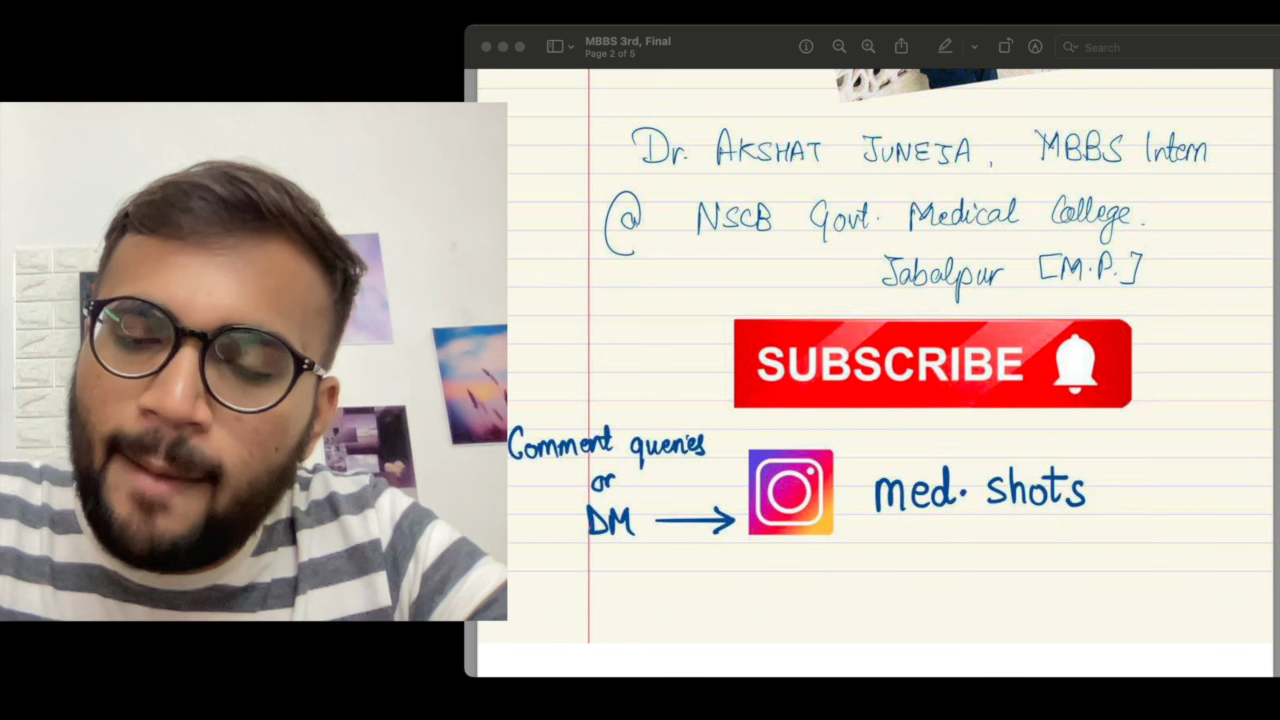 MBBS 3rd, Final
Page 2 of 5
Search
Dr. AKSHAT JUNEJA, MBBS Intern
@ NSCB Govt. Medical College.
Jabalpur [M.P.]
SUBSCRIBE
Comment queries
or
DM
med. shots